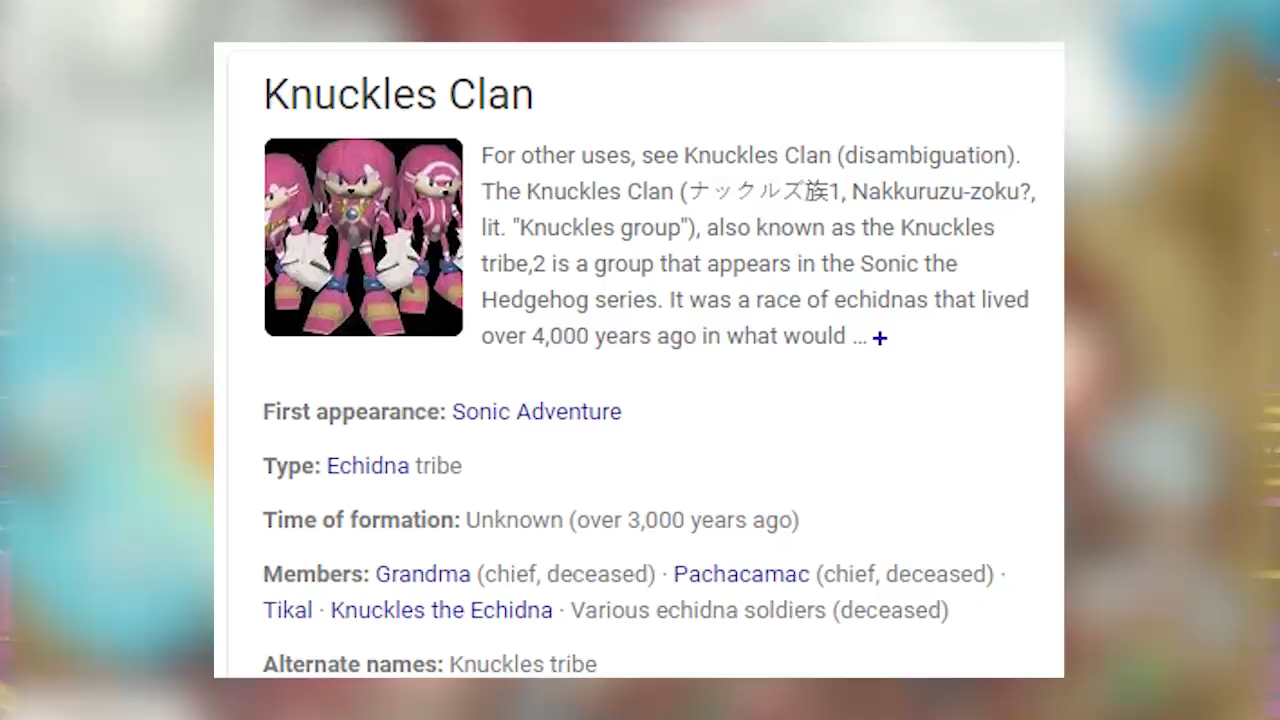 Knuckles Clan
For other uses, see Knuckles Clan (disambiguation).
The Knuckles Clan (ナックルズ族1, Nakkuruzu-zoku?,
lit. "Knuckles group"), also known as the Knuckles
tribe,2 is a group that appears in the Sonic the
Hedgehog series. It was a race of echidnas that lived
over 4,000 years ago in what would ... +
First appearance: Sonic Adventure
Type: Echidna tribe
Time of formation: Unknown (over 3,000 years ago)
Members: Grandma (chief, deceased) · Pachacamac (chief, deceased) ·
Tikal · Knuckles the Echidna · Various echidna soldiers (deceased)
Alternate names: Knuckles tribe